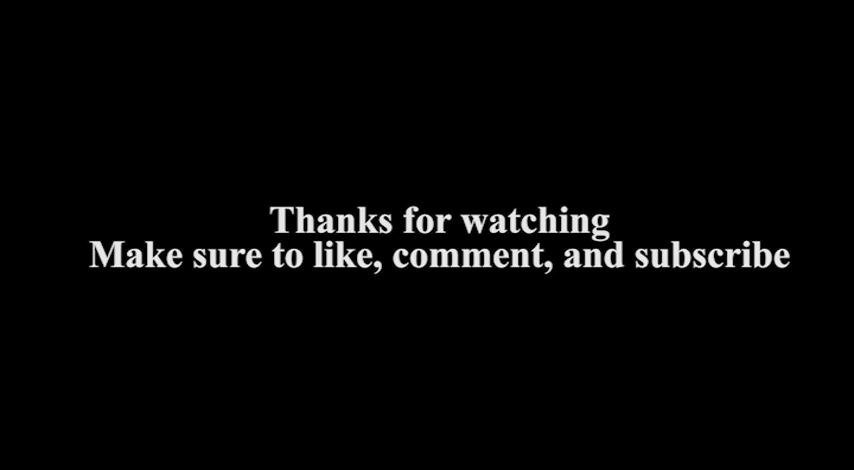 Thanks for watching
Make sure to like, comment, and subscribe